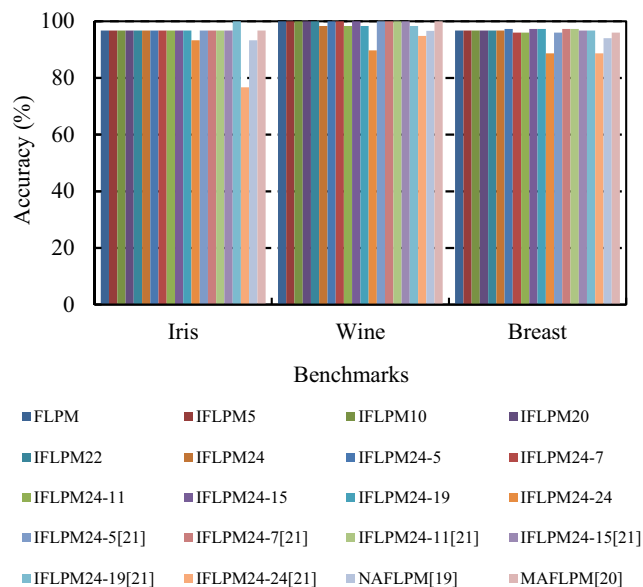 100
80
60
40
20
0
Accuracy (%)
Iris Wine Breast
Benchmarks
FLPM IFLPM5 IFLPM10 IFLPM20
IFLPM22 IFLPM24 IFLPM24-5 IFLPM24-7
IFLPM24-11 IFLPM24-15 IFLPM24-19 IFLPM24-24
IFLPM24-5[21] IFLPM24-7[21] IFLPM24-11[21] IFLPM24-15[21]
IFLPM24-19[21] IFLPM24-24[21] NAFLPM[19] MAFLPM[20]